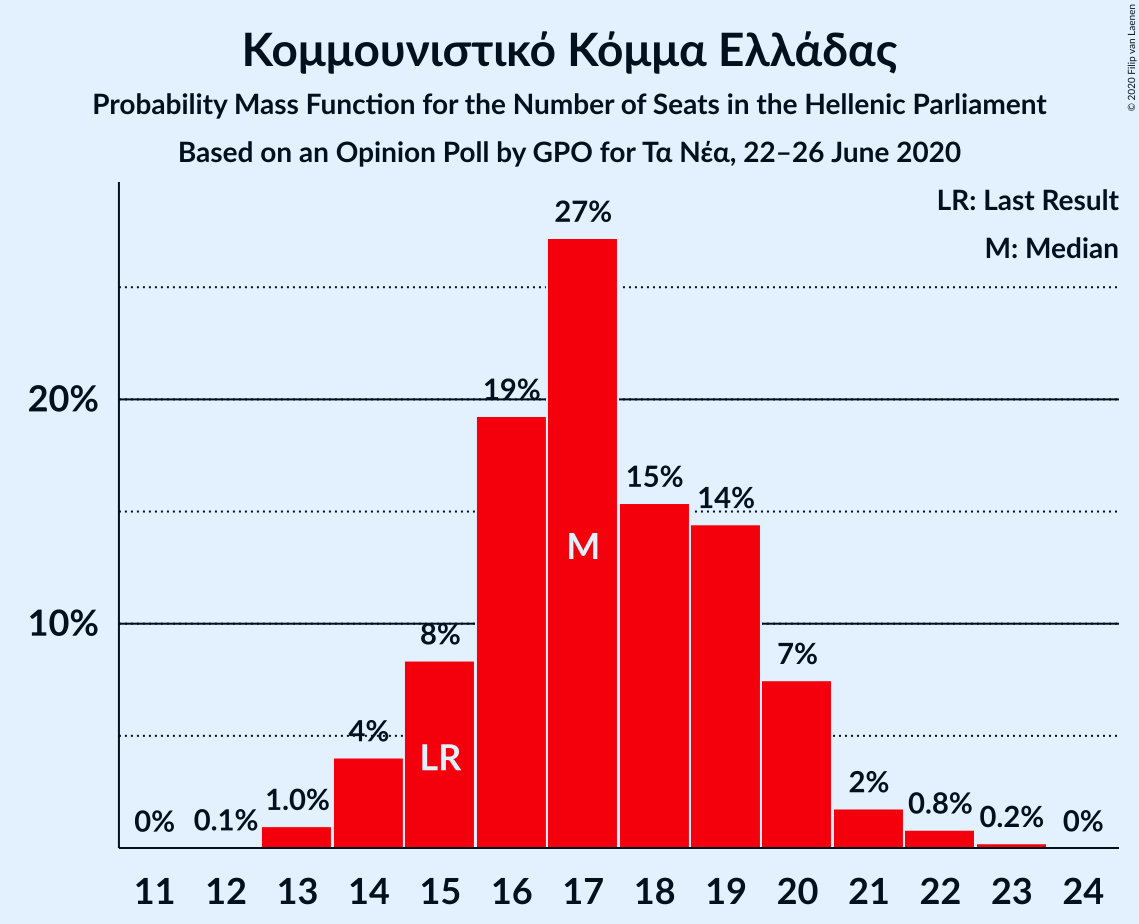 Κομμουνιστικό Κόμμα Ελλάδας
Probability Mass Function for the Number of Seats in the Hellenic Parliament
Based on an Opinion Poll by GPO for Τα Νέα, 22–26 June 2020
© 2020 Filip van Laenen
LR: Last Result
M: Median
27%
20%
19%
15%
14%
M
10%
8%
7%
4%
LR
2%
0%
0.1%
1.0%
0.8%
0.2%
0%
11 12 13 14 15 16 17 18 19 20 21 22 23 24